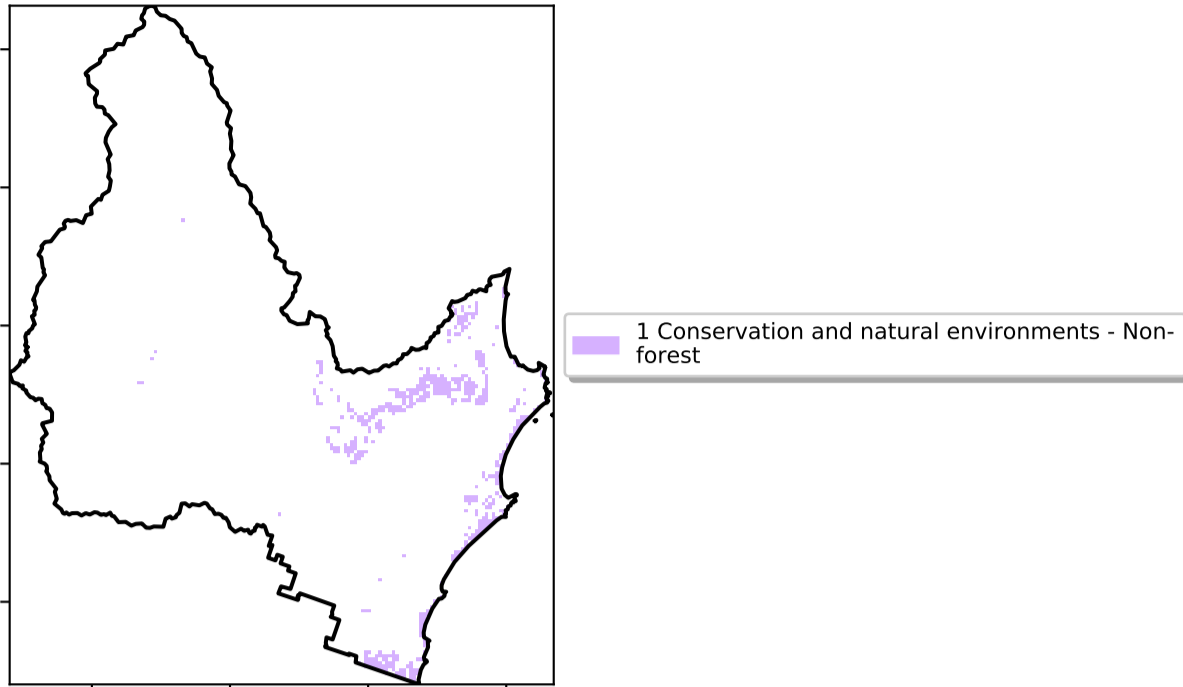 1 Conservation and natural environments - Non-
forest